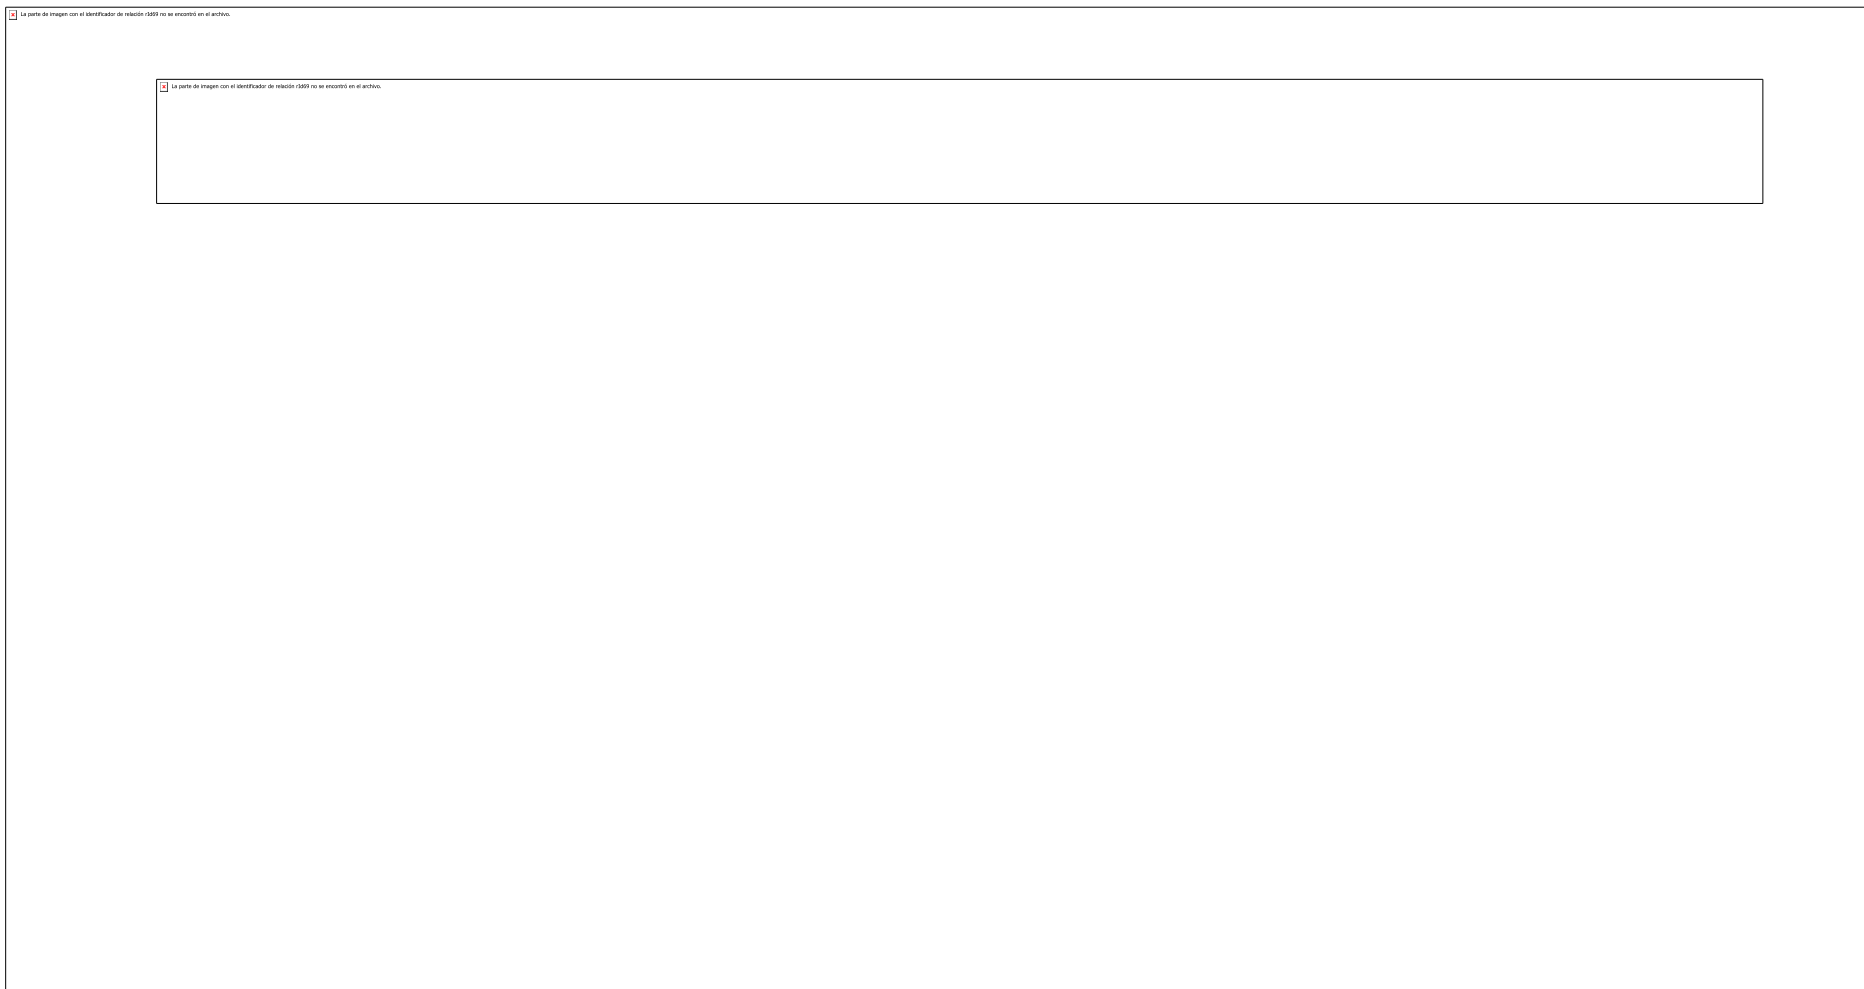 La parte de imagen con el identificador de relación rId69 no se encontró en el archivo.
La parte de imagen con el identificador de relación rId69 no se encontró en el archivo.